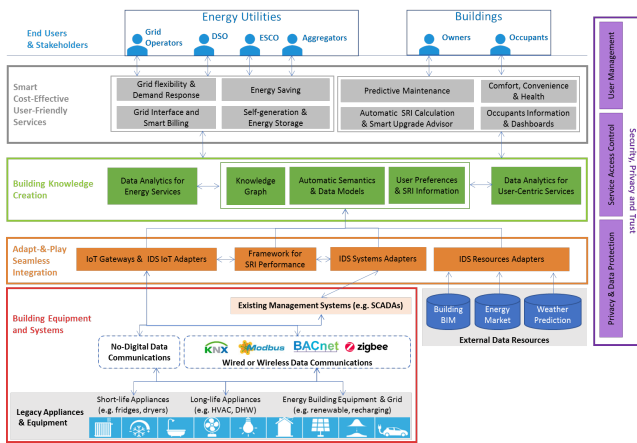 End Users
& Stakeholders
Energy Utilities
Grid
Operators
DSO
ESCO
Aggregators
Buildings
Owners
Occupants
Smart
Cost-Effective
User-Friendly
Services
Grid flexibility &
Demand Response
Energy Saving
Grid Interface and
Smart Billing
Self-generation &
Energy Storage
Predictive Maintenance
Comfort, Convenience
& Health
Automatic SRI Calculation
& Smart Upgrade Advisor
Occupants Information
& Dashboards
Building Knowledge
Creation
Data Analytics for
Energy Services
Knowledge
Graph
Automatic Semantics
& Data Models
User Preferences
& SRI Information
Data Analytics for
User-Centric Services
Adapt-&-Play
Seamless
Integration
IoT Gateways & IDS IoT Adapters
Framework for
SRI Performance
IDS Systems Adapters
IDS Resources Adapters
Building Equipment
and Systems
Existing Management Systems (e.g. SCADAs)
No-Digital Data
Communications
KNX
Modbus
BACnet
zigbee
Wired or Wireless Data Communications
Building
BIM
Energy
Market
Weather
Prediction
External Data Resources
Legacy Appliances
& Equipment
Short-life Appliances
(e.g. fridges, dryers)
Long-life Appliances
(e.g. HVAC, DHW)
Energy Building Equipment & Grid
(e.g. renewable, recharging)
User Management
Service Access Control
Privacy & Data Protection
Security, Privacy and Trust